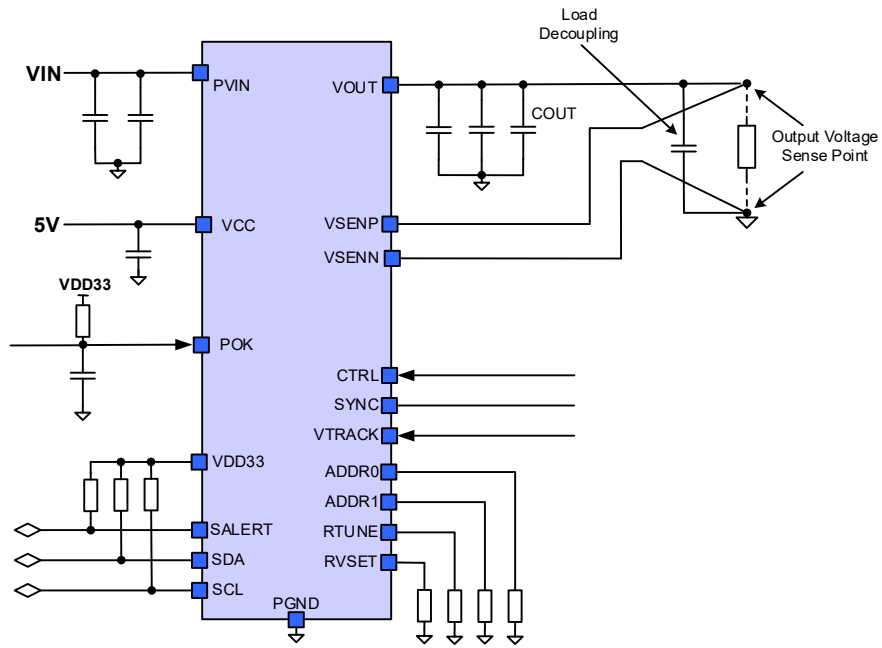 Load
Decoupling
VIN
PVIN
VOUT
COUT
Output Voltage
Sense Point
5V
VCC
VSENP
VSENN
VDD33
POK
CTRL
SYNC
VTRACK
VDD33
ADDR0
ADDR1
SALERT
RTUNE
SDA
RVSET
SCL
PGND